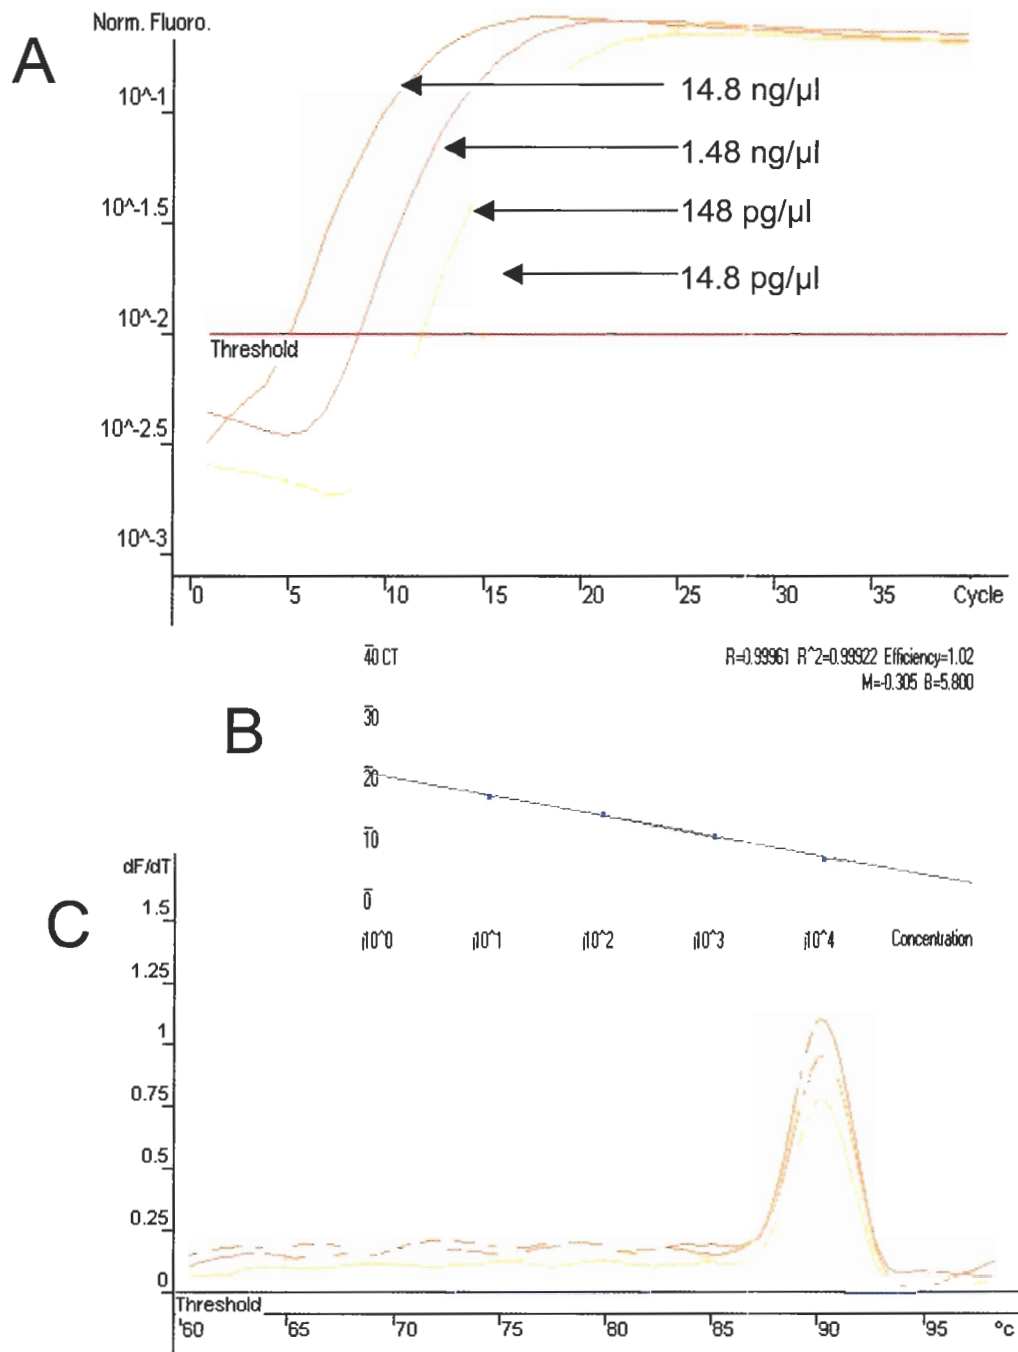 A
Norm. Fluoro.
10^-1
10^-1.5
10^-2
10^-2.5
10^-3
14.8 ng/µl
1.48 ng/µl
148 pg/µl
14.8 pg/µl
Threshold
0 5 10 15 20 25 30 35 Cycle
B
40 CT
30
20
10
0
R=0.99961 R^2=0.99922 Efficiency=1.02
M=-0.305 B=5.800
10^0 10^1 10^2 10^3 10^4 Concentration
C
dF/dT
1.5
1.25
1
0.75
0.5
0.25
0
Threshold
60 65 70 75 80 85 90 95 °c